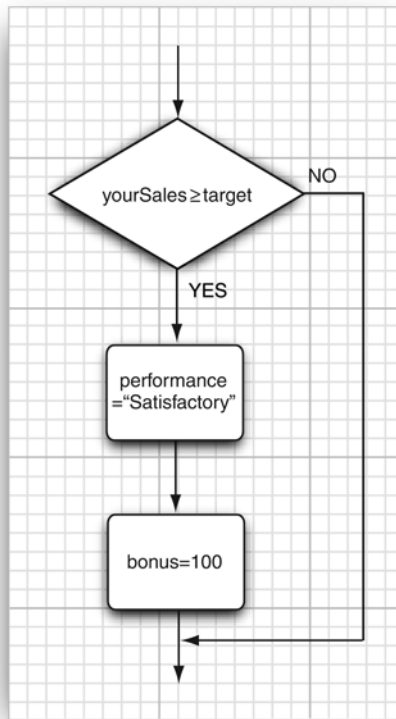 yourSales≥target
NO
YES
performance
=“Satisfactory”
bonus=100